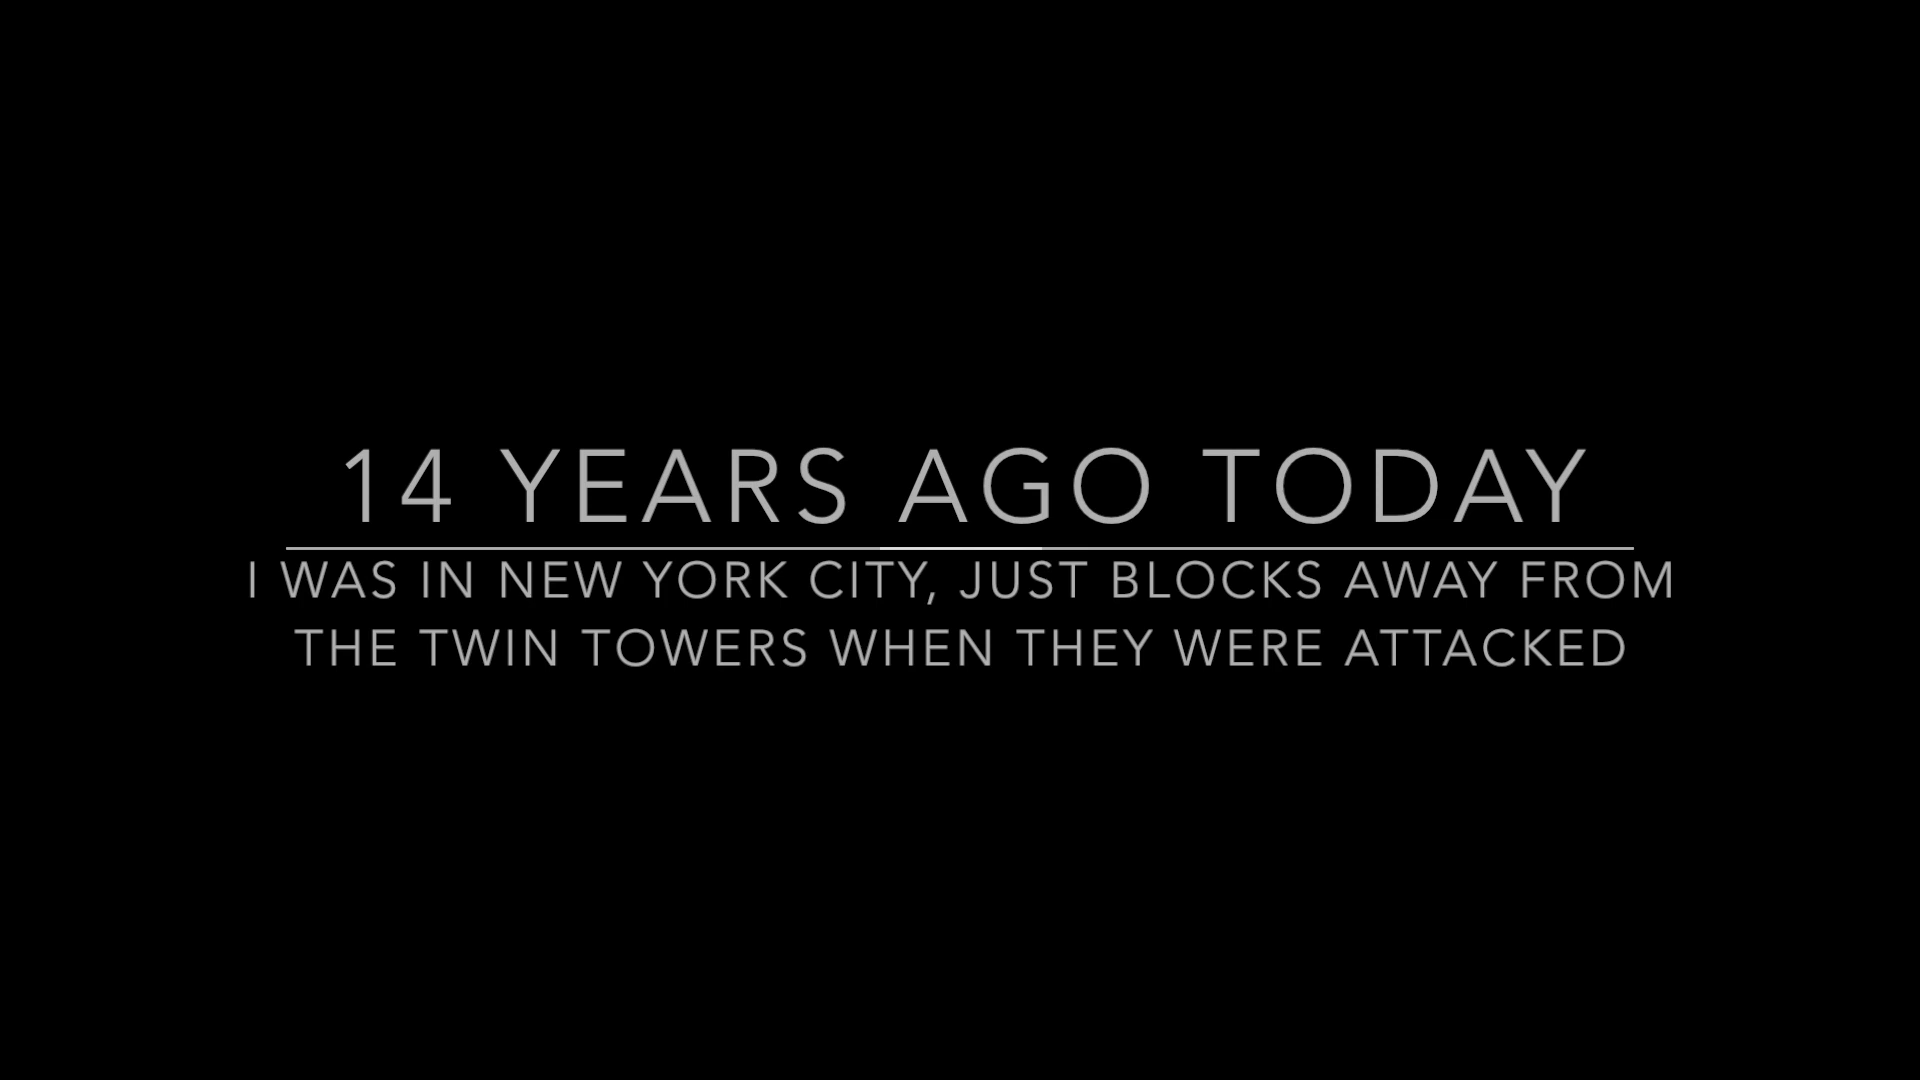 14 YEARS AGO TODAY
I WAS IN NEW YORK CITY, JUST BLOCKS AWAY FROM
THE TWIN TOWERS WHEN THEY WERE ATTACKED